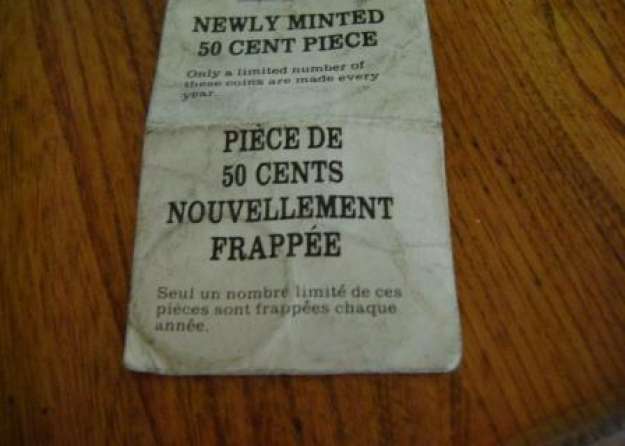 NEWLY MINTED
50 CENT PIECE
Only a limited number of
these coins are made every
year.
PIÈCE DE
50 CENTS
NOUVELLEMENT
FRAPPÉE
Seul un nombre limité de ces
pièces sont frappées chaque
année.